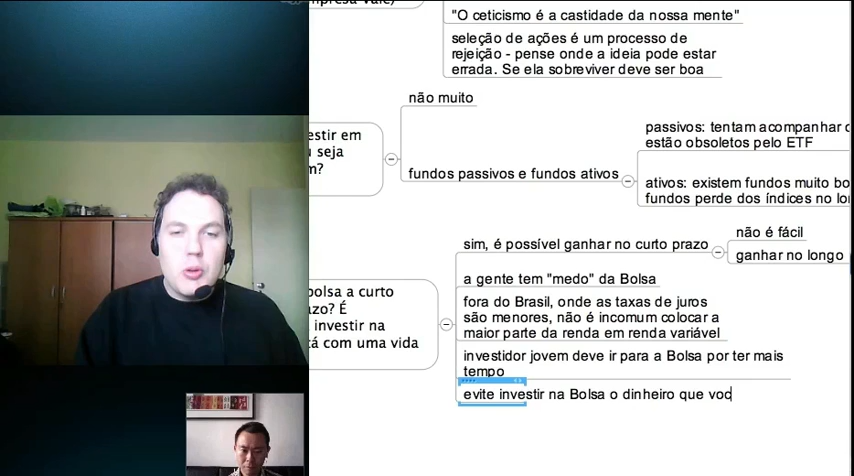 "O ceticismo é a castidade da nossa mente"
seleção de ações é um processo de
rejeição - pense onde a ideia pode estar
errada. Se ela sobreviver deve ser boa
não muito
estir em
u seja
m?
fundos passivos e fundos ativos
passivos: tentam acompanhar o
estão obsoletos pelo ETF
ativos: existem fundos muito bo
fundos perde dos índices no lo
sim, é possível ganhar no curto prazo
não é fácil
ganhar no longo
a gente tem "medo" da Bolsa
bolsa a curto
azo? É
investir na
tá com uma vida
fora do Brasil, onde as taxas de juros
são menores, não é incomum colocar a
maior parte da renda em renda variável
investidor jovem deve ir para a Bolsa por ter mais
tempo
evite investir na Bolsa o dinheiro que voc